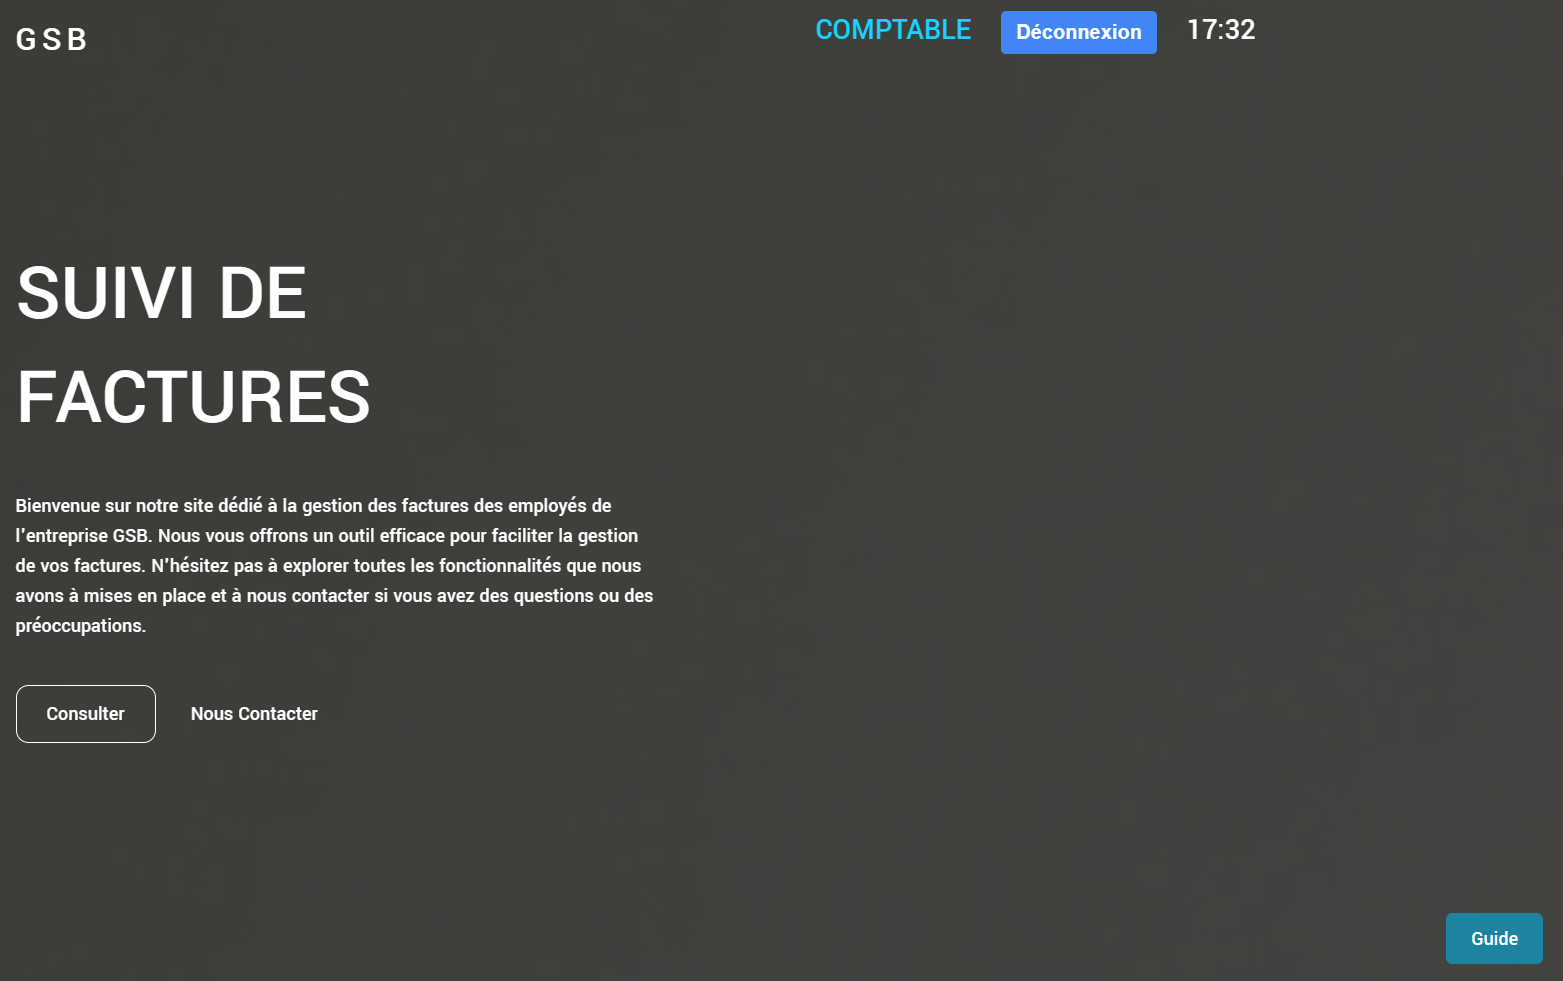 GSB
COMPTABLE
Déconnexion
17:32
SUIVI DE
FACTURES
Bienvenue sur notre site dédié à la gestion des factures des employés de
l'entreprise GSB. Nous vous offrons un outil efficace pour faciliter la gestion
de vos factures. N'hésitez pas à explorer toutes les fonctionnalités que nous
avons à mises en place et à nous contacter si vous avez des questions ou des
préoccupations.
Consulter
Nous Contacter
Guide